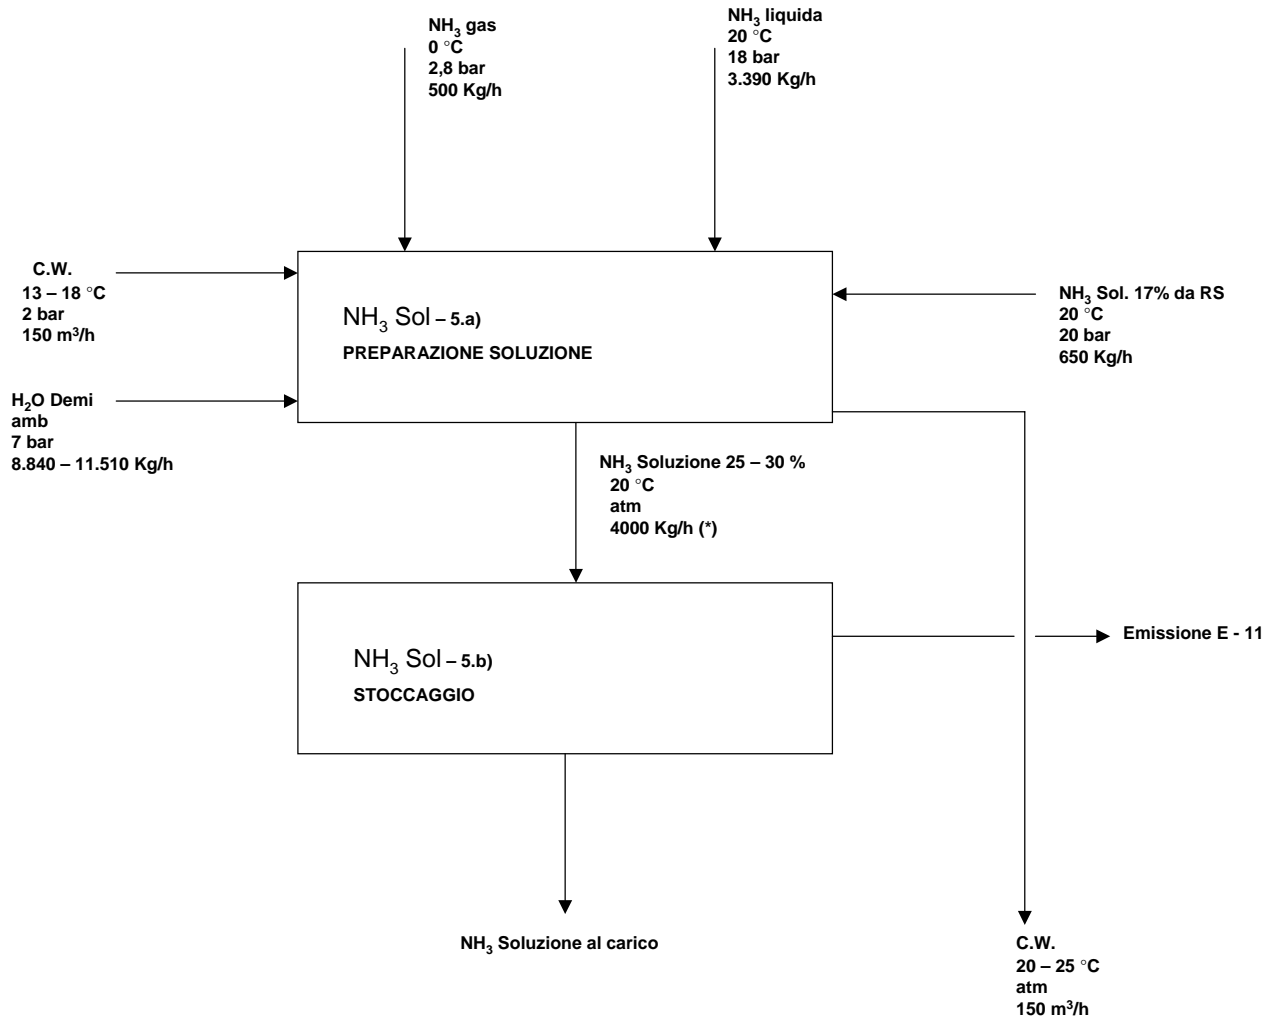 NH₃ gas
0 °C
2,8 bar
500 Kg/h
NH₃ liquida
20 °C
18 bar
3.390 Kg/h
C.W.
13 – 18 °C
2 bar
150 m³/h
NH₃ Sol – 5.a)
PREPARAZIONE SOLUZIONE
NH₃ Sol. 17% da RS
20 °C
20 bar
650 Kg/h
H₂O Demi
amb
7 bar
8.840 – 11.510 Kg/h
NH₃ Soluzione 25 – 30 %
20 °C
atm
4000 Kg/h (*)
NH₃ Sol – 5.b)
STOCCAGGIO
Emissione E - 11
NH₃ Soluzione al carico
C.W.
20 – 25 °C
atm
150 m³/h